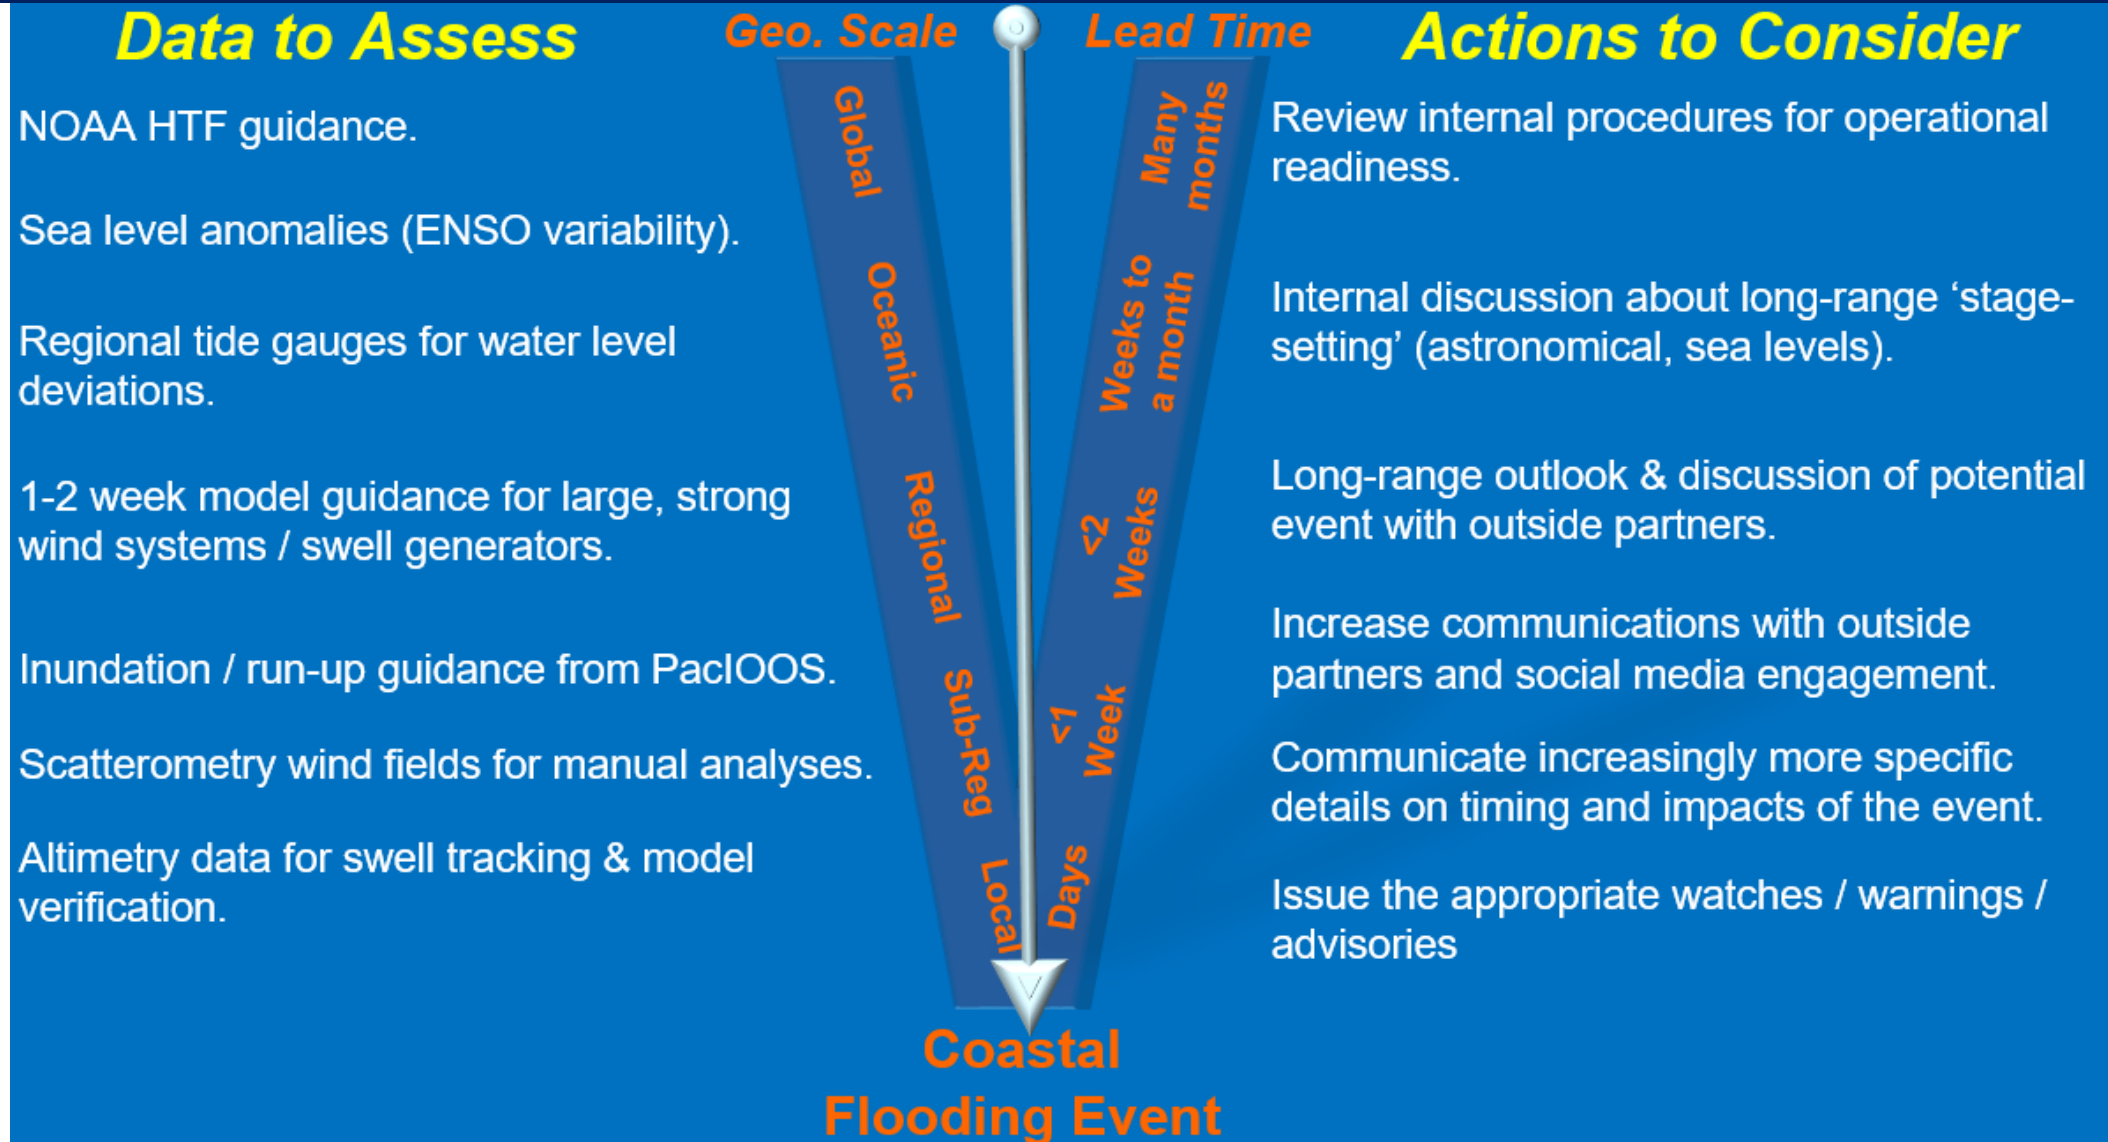 Data to Assess
Geo. Scale
Lead Time
Actions to Consider
NOAA HTF guidance.
Sea level anomalies (ENSO variability).
Regional tide gauges for water level
deviations.
1-2 week model guidance for large, strong
wind systems / swell generators.
Inundation / run-up guidance from PacIOOS.
Scatterometry wind fields for manual analyses.
Altimetry data for swell tracking & model
verification.
Global
Oceanic
Regional
Sub-Reg
Local
Many
months
Weeks to
a month
<2
Weeks
<1
Week
Days
Review internal procedures for operational
readiness.
Internal discussion about long-range ‘stage-
setting’ (astronomical, sea levels).
Long-range outlook & discussion of potential
event with outside partners.
Increase communications with outside
partners and social media engagement.
Communicate increasingly more specific
details on timing and impacts of the event.
Issue the appropriate watches / warnings /
advisories
Coastal
Flooding Event